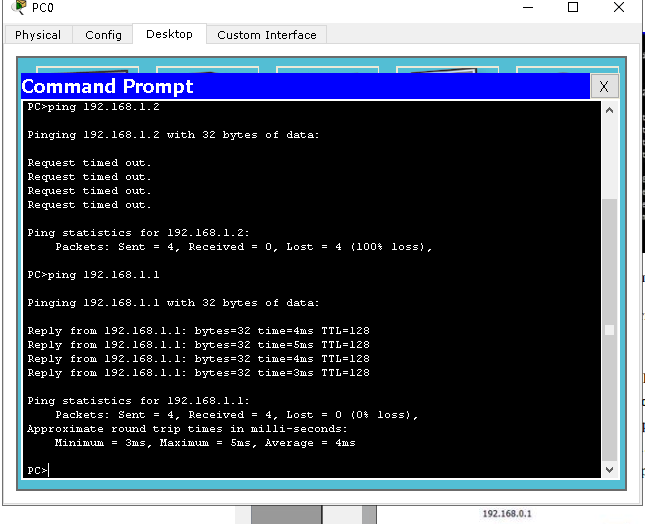 PC0
Physical Config Desktop Custom Interface
Command Prompt X
PC>ping 192.168.1.2
Pinging 192.168.1.2 with 32 bytes of data:
Request timed out.
Request timed out.
Request timed out.
Request timed out.
Ping statistics for 192.168.1.2:
Packets: Sent = 4, Received = 0, Lost = 4 (100% loss),
PC>ping 192.168.1.1
Pinging 192.168.1.1 with 32 bytes of data:
Reply from 192.168.1.1: bytes=32 time=4ms TTL=128
Reply from 192.168.1.1: bytes=32 time=5ms TTL=128
Reply from 192.168.1.1: bytes=32 time=4ms TTL=128
Reply from 192.168.1.1: bytes=32 time=3ms TTL=128
Ping statistics for 192.168.1.1:
Packets: Sent = 4, Received = 4, Lost = 0 (0% loss),
Approximate round trip times in milli-seconds:
Minimum = 3ms, Maximum = 5ms, Average = 4ms
PC>
192.168.0.1